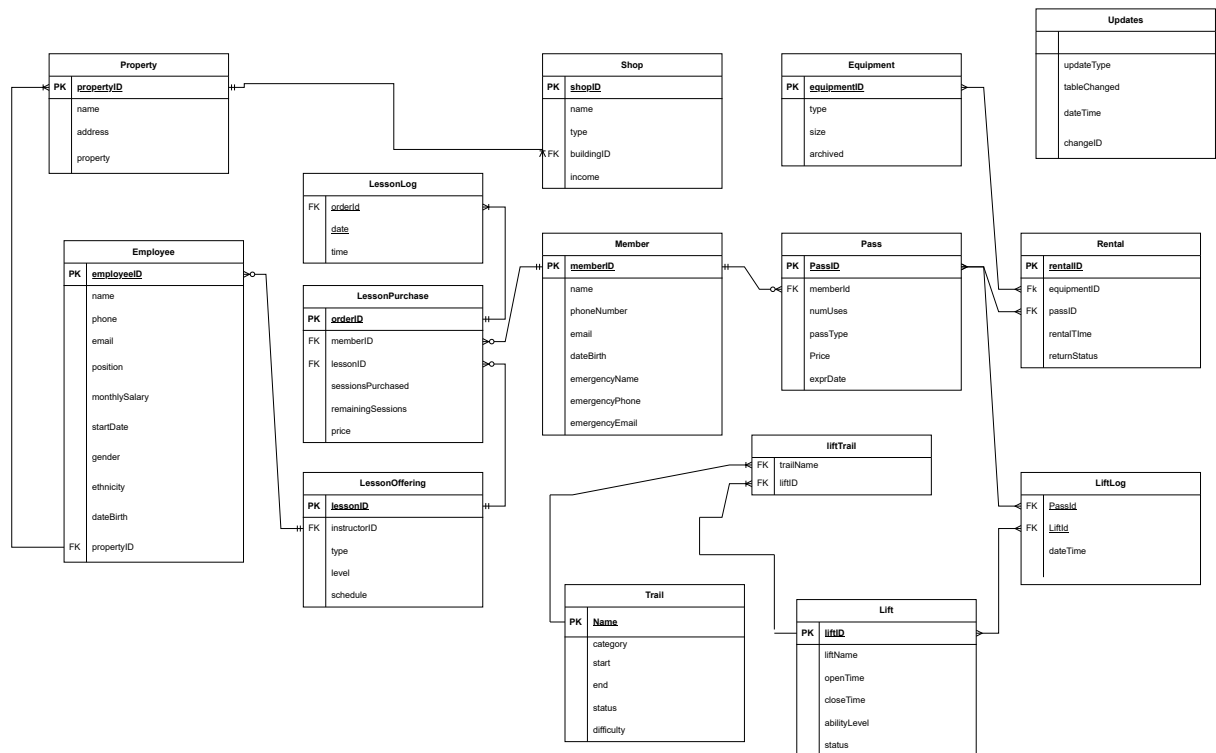 Updates
updateType
tableChanged
dateTime
changeID
Property
PK propertyID
name
address
property
Shop
PK shopID
name
type
FK buildingID
income
Equipment
PK equipmentID
type
size
archived
LessonLog
FK orderId
date
time
Employee
PK employeeID
name
phone
email
position
monthlySalary
startDate
gender
ethnicity
dateBirth
FK propertyID
LessonPurchase
PK orderID
FK memberID
FK lessonID
sessionsPurchased
remainingSessions
price
LessonOffering
PK lessonID
FK instructorID
type
level
schedule
Member
PK memberID
name
phoneNumber
email
dateBirth
emergencyName
emergencyPhone
emergencyEmail
Pass
PK PassID
FK memberId
numUses
passType
Price
exprDate
Rental
PK rentalID
Fk equipmentID
FK passID
rentalTIme
returnStatus
liftTrail
FK trailName
FK liftID
LiftLog
FK PassId
FK LiftId
dateTime
Trail
PK Name
category
start
end
status
difficulty
Lift
PK liftID
liftName
openTime
closeTime
abilityLevel
status